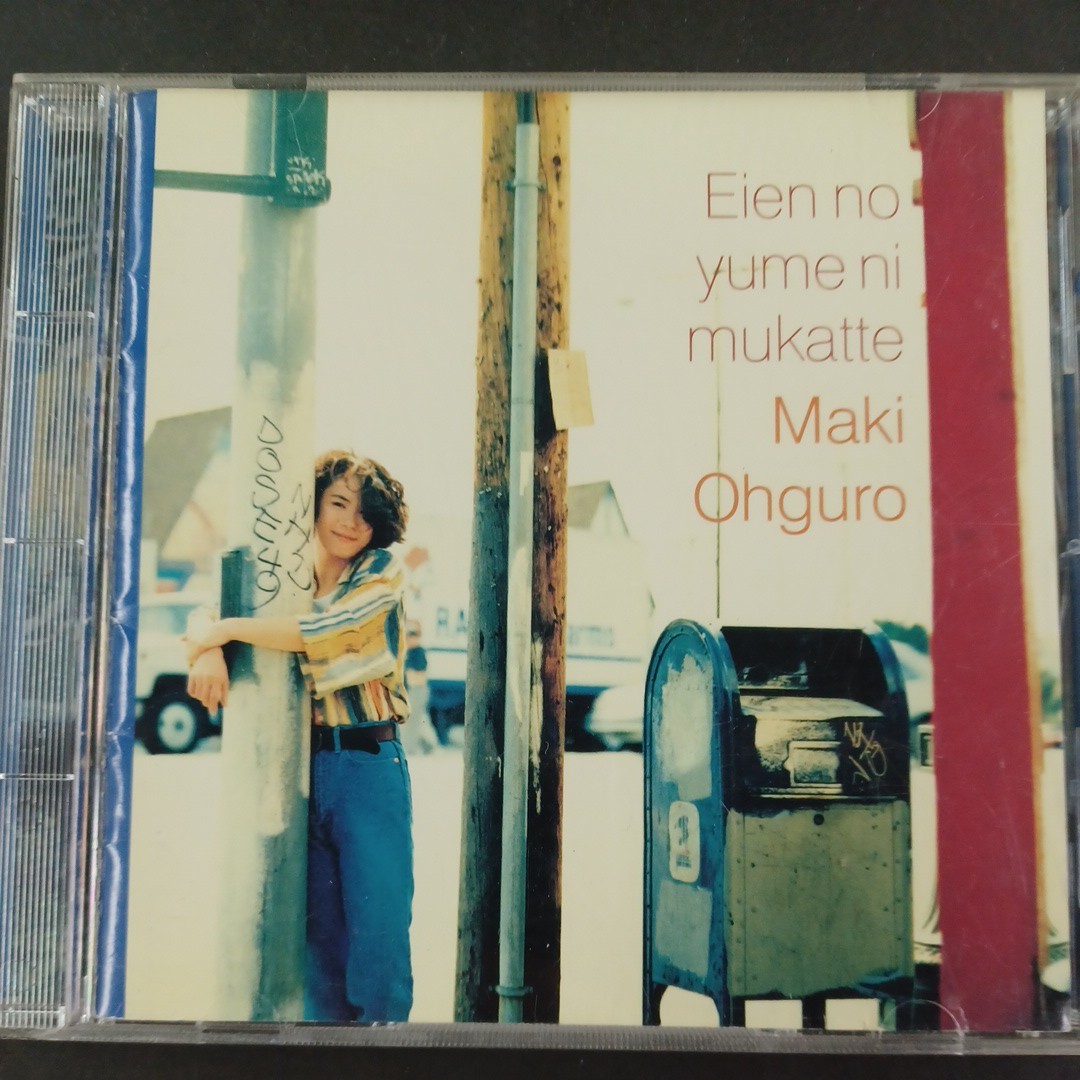 Eien no
yume ni
mukatte
Maki
Ohguro